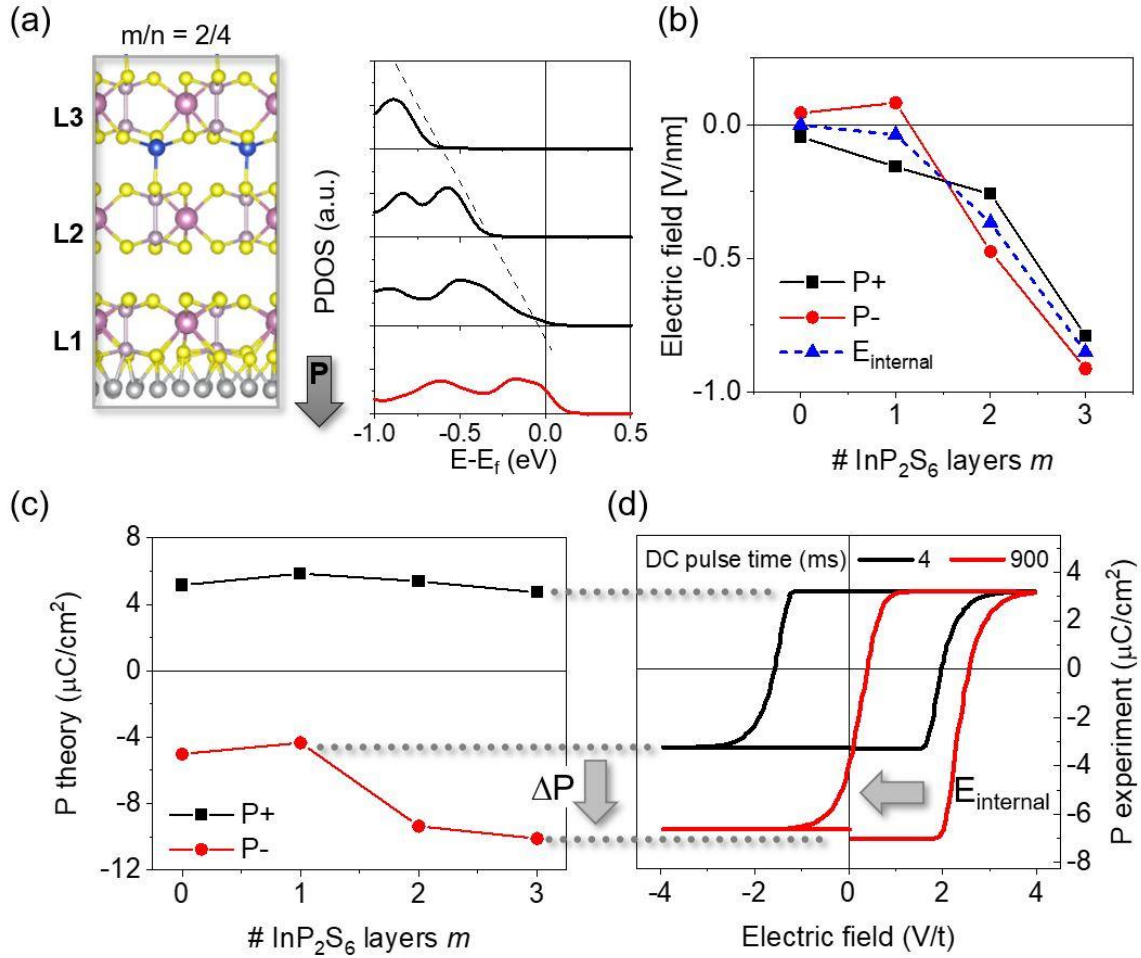 (a)
m/n = 2/4
L3
L2
L1
P
PDOS (a.u.)
-1.0 -0.5 0.0 0.5
E-E_f (eV)
(b)
Electric field [V/nm]
0.0
-0.5
-1.0
P+
P-
E_internal
0 1 2 3
# InP₂S₆ layers m
(c)
P theory (µC/cm²)
8
4
0
-4
-8
-12
P+
P-
0 1 2 3
# InP₂S₆ layers m
ΔP
(d)
DC pulse time (ms) 4 900
E_internal
4
2
0
-2
-4
-6
-8
P experiment (µC/cm²)
-4 -2 0 2 4
Electric field (V/t)